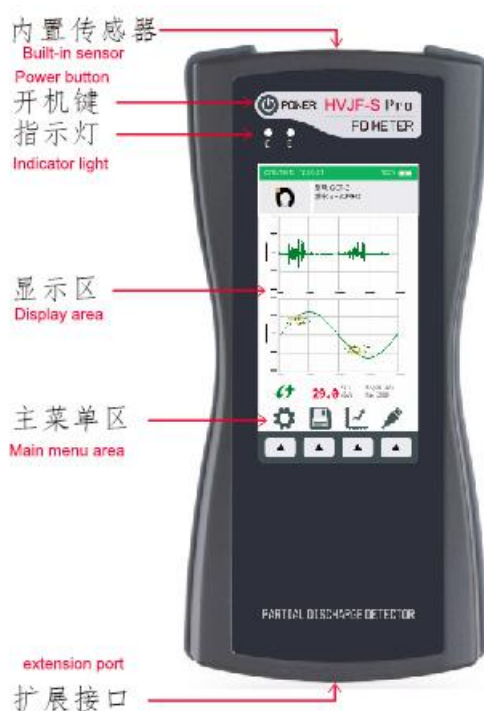 内置传感器
Built-in sensor
Power button
开机键
指示灯
Indicator light
POWER HVJF-S Pro
PD METER
显示区
Display area
29.0
主菜单区
Main menu area
PARTIAL DISCHARGE DETECTOR
extension port
扩展接口